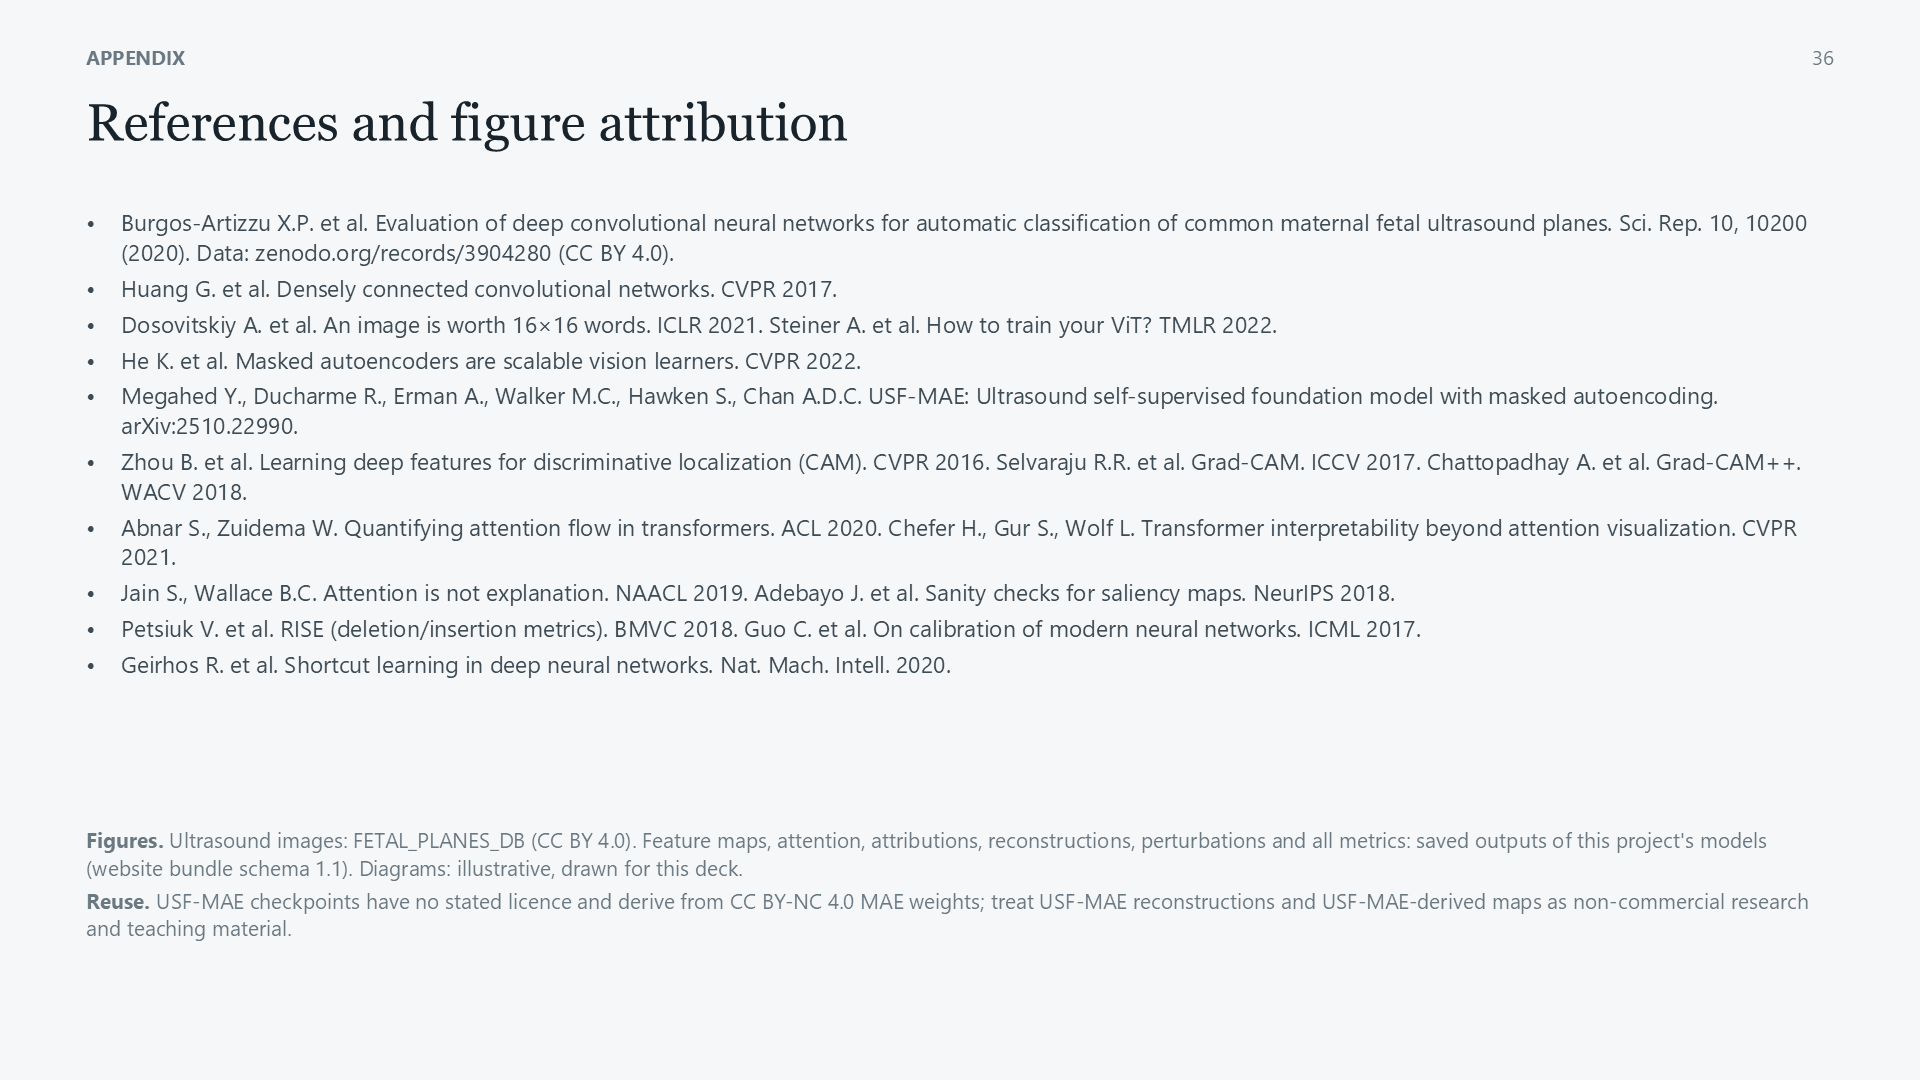 APPENDIX
36
References and figure attribution
• Burgos-Artizzu X.P. et al. Evaluation of deep convolutional neural networks for automatic classification of common maternal fetal ultrasound planes. Sci. Rep. 10, 10200
(2020). Data: zenodo.org/records/3904280 (CC BY 4.0).
• Huang G. et al. Densely connected convolutional networks. CVPR 2017.
• Dosovitskiy A. et al. An image is worth 16×16 words. ICLR 2021. Steiner A. et al. How to train your ViT? TMLR 2022.
• He K. et al. Masked autoencoders are scalable vision learners. CVPR 2022.
• Megahed Y., Ducharme R., Erman A., Walker M.C., Hawken S., Chan A.D.C. USF-MAE: Ultrasound self-supervised foundation model with masked autoencoding.
arXiv:2510.22990.
• Zhou B. et al. Learning deep features for discriminative localization (CAM). CVPR 2016. Selvaraju R.R. et al. Grad-CAM. ICCV 2017. Chattopadhay A. et al. Grad-CAM++.
WACV 2018.
• Abnar S., Zuidema W. Quantifying attention flow in transformers. ACL 2020. Chefer H., Gur S., Wolf L. Transformer interpretability beyond attention visualization. CVPR
2021.
• Jain S., Wallace B.C. Attention is not explanation. NAACL 2019. Adebayo J. et al. Sanity checks for saliency maps. NeurIPS 2018.
• Petsiuk V. et al. RISE (deletion/insertion metrics). BMVC 2018. Guo C. et al. On calibration of modern neural networks. ICML 2017.
• Geirhos R. et al. Shortcut learning in deep neural networks. Nat. Mach. Intell. 2020.
Figures. Ultrasound images: FETAL_PLANES_DB (CC BY 4.0). Feature maps, attention, attributions, reconstructions, perturbations and all metrics: saved outputs of this project's models
(website bundle schema 1.1). Diagrams: illustrative, drawn for this deck.
Reuse. USF-MAE checkpoints have no stated licence and derive from CC BY-NC 4.0 MAE weights; treat USF-MAE reconstructions and USF-MAE-derived maps as non-commercial research
and teaching material.